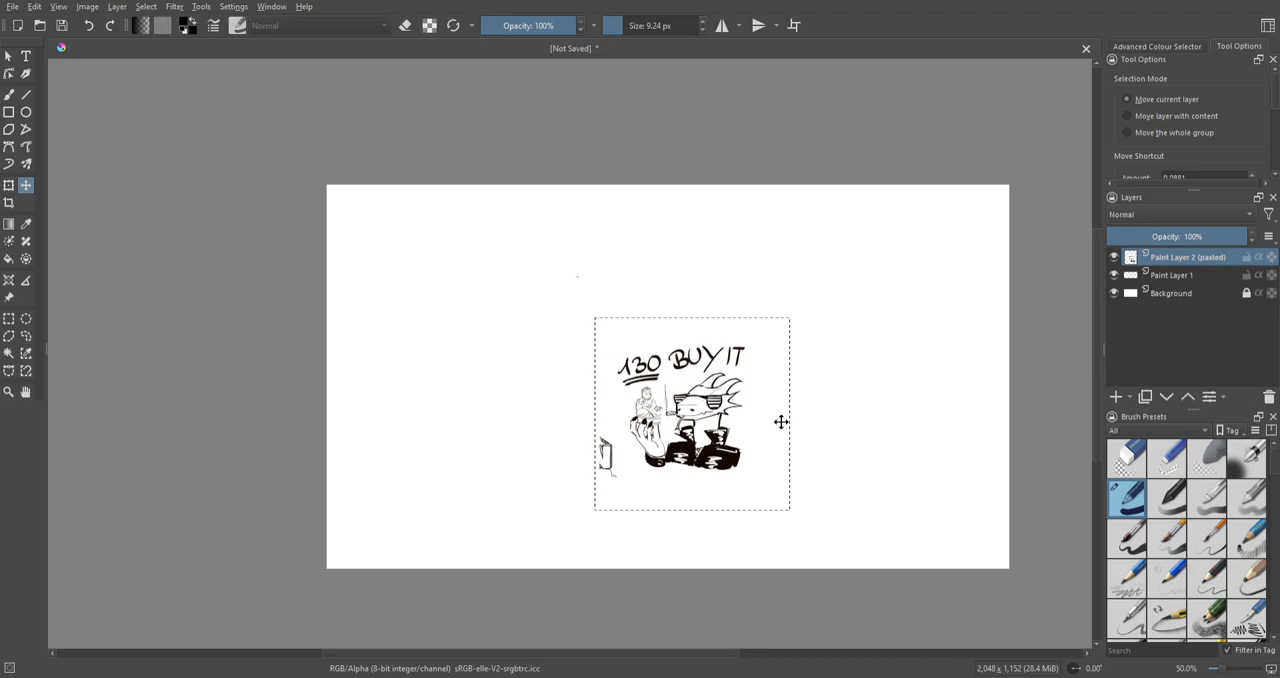 File Edit View Image Layer Select Filter Tools Settings Window Help
Normal Opacity: 100% Size: 9.24 px
[Not Saved] *
Advanced Colour Selector Tool Options
Tool Options
Selection Mode
Move current layer
Move layer with content
Move the whole group
Move Shortcut
Amount: 0.0881
Layers
Normal
Opacity: 100%
Paint Layer 2 (pasted)
Paint Layer 1
Background
130 BUY IT
Brush Presets
All Tag
Search Filter in Tag
RGB/Alpha (8-bit integer/channel) sRGB-elle-V2-srgbtrc.icc 2,048 x 1,152 (28.4 MiB) 0.00° 50.0%